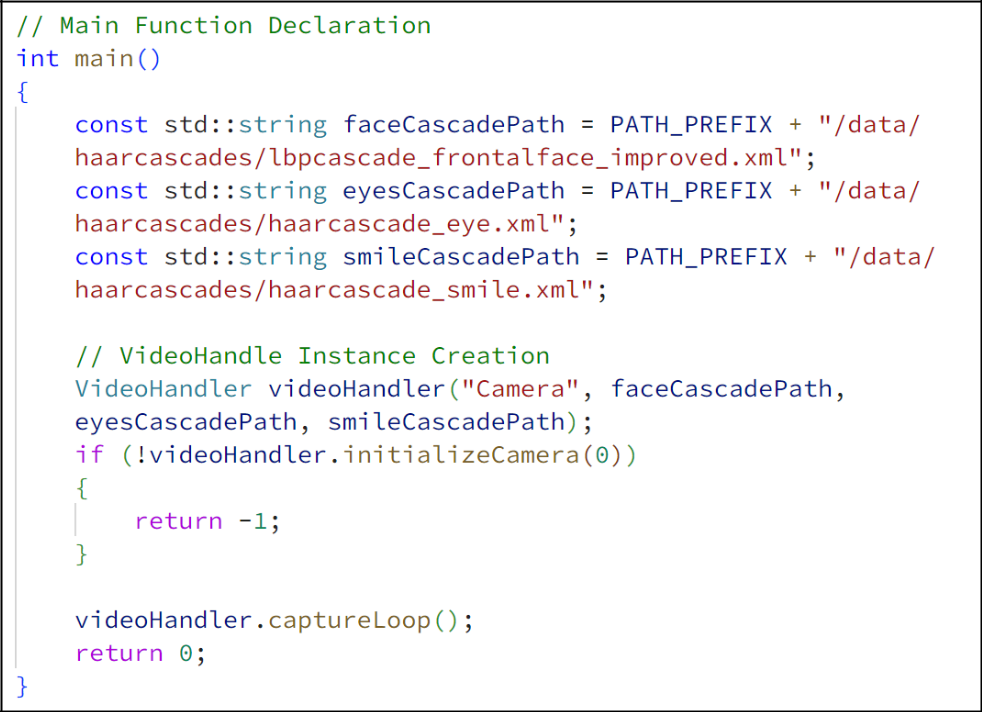 // Main Function Declaration
int main()
{
    const std::string faceCascadePath = PATH_PREFIX + "/data/
    haarcascades/lbpcascade_frontalface_improved.xml";
    const std::string eyesCascadePath = PATH_PREFIX + "/data/
    haarcascades/haarcascade_eye.xml";
    const std::string smileCascadePath = PATH_PREFIX + "/data/
    haarcascades/haarcascade_smile.xml";

    // VideoHandle Instance Creation
    VideoHandler videoHandler("Camera", faceCascadePath,
    eyesCascadePath, smileCascadePath);
    if (!videoHandler.initializeCamera(0))
    {
        return -1;
    }

    videoHandler.captureLoop();
    return 0;
}